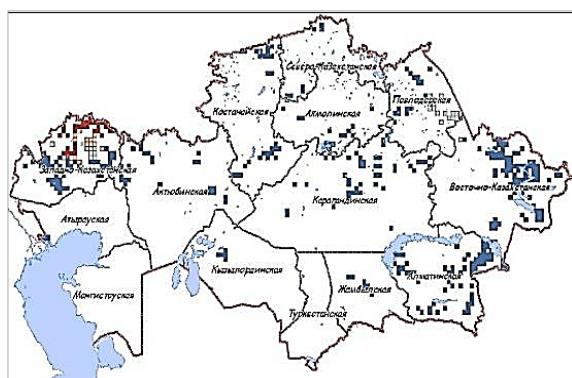 Северо-Казахстанская
Костанайская
Акмолинская
Павлодарская
Западно-Казахстанская
Актюбинская
Карагандинская
Восточно-Казахстанская
Атырауская
Кызылординская
Алматинская
Мангистауская
Жамбылская
Туркестанская